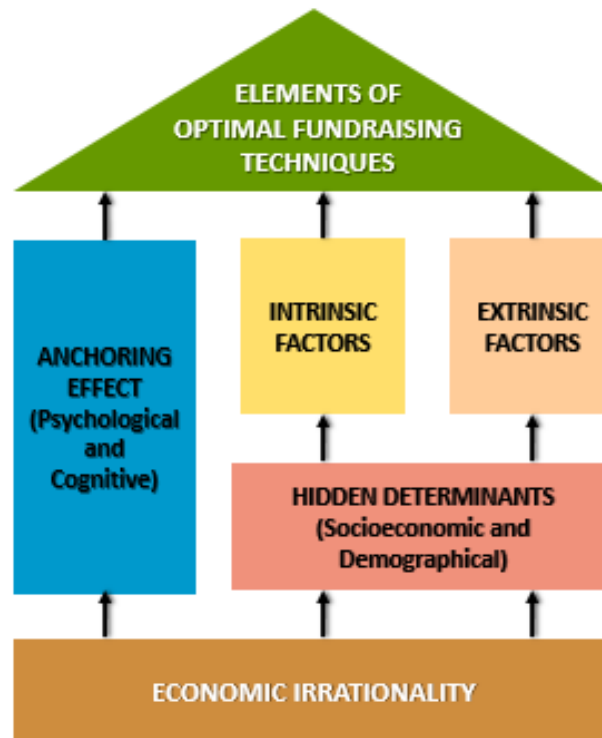 ELEMENTS OF
OPTIMAL FUNDRAISING
TECHNIQUES
INTRINSIC
FACTORS
EXTRINSIC
FACTORS
ANCHORING
EFFECT
(Psychological
and
Cognitive)
HIDDEN DETERMINANTS
(Socioeconomic and
Demographical)
ECONOMIC IRRATIONALITY